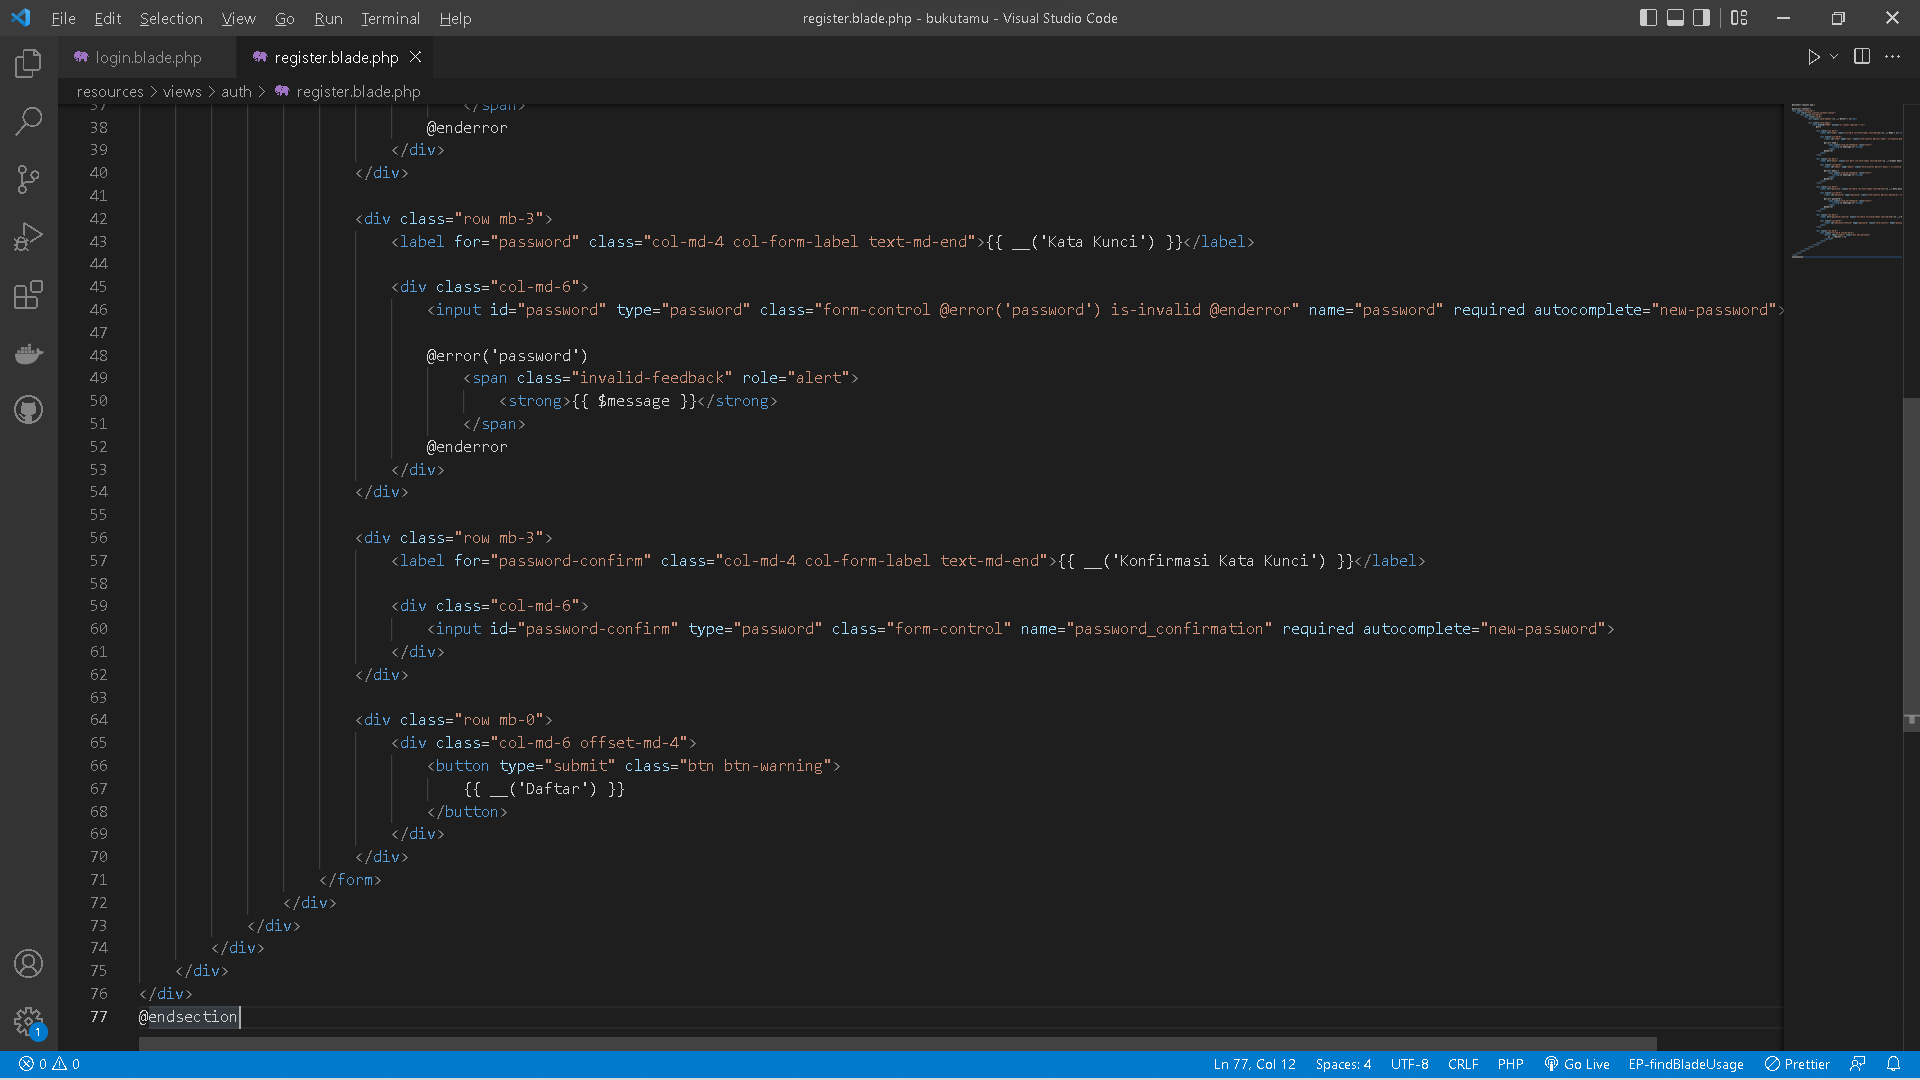 File Edit Selection View Go Run Terminal Help register.blade.php - bukutamu - Visual Studio Code
login.blade.php register.blade.php
resources > views > auth > register.blade.php
37 </span>
38 @enderror
39 </div>
40 </div>
41
42 <div class="row mb-3">
43 <label for="password" class="col-md-4 col-form-label text-md-end">{{ __('Kata Kunci') }}</label>
44
45 <div class="col-md-6">
46 <input id="password" type="password" class="form-control @error('password') is-invalid @enderror" name="password" required autocomplete="new-password">
47
48 @error('password')
49 <span class="invalid-feedback" role="alert">
50 <strong>{{ $message }}</strong>
51 </span>
52 @enderror
53 </div>
54 </div>
55
56 <div class="row mb-3">
57 <label for="password-confirm" class="col-md-4 col-form-label text-md-end">{{ __('Konfirmasi Kata Kunci') }}</label>
58
59 <div class="col-md-6">
60 <input id="password-confirm" type="password" class="form-control" name="password_confirmation" required autocomplete="new-password">
61 </div>
62 </div>
63
64 <div class="row mb-0">
65 <div class="col-md-6 offset-md-4">
66 <button type="submit" class="btn btn-warning">
67 {{ __('Daftar') }}
68 </button>
69 </div>
70 </div>
71 </form>
72 </div>
73 </div>
74 </div>
75 </div>
76 </div>
77 @endsection
1
0 0 Ln 77, Col 12 Spaces: 4 UTF-8 CRLF PHP Go Live EP-findBladeUsage Prettier